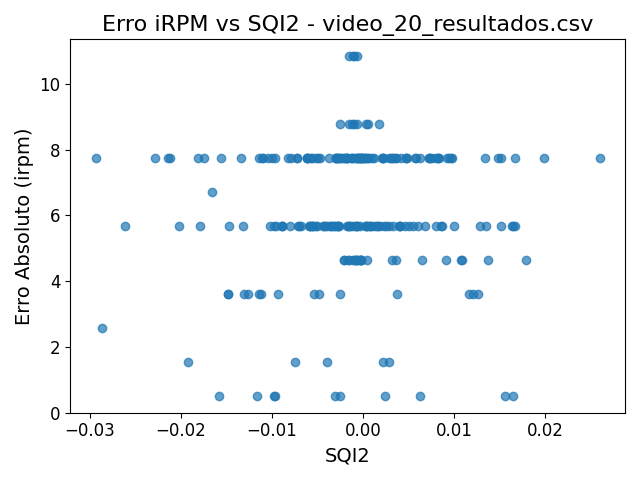 Erro iRPM vs SQI2 - video_20_resultados.csv
Erro Absoluto (irpm)
10
8
6
4
2
0
−0.03 −0.02 −0.01 0.00 0.01 0.02
SQI2